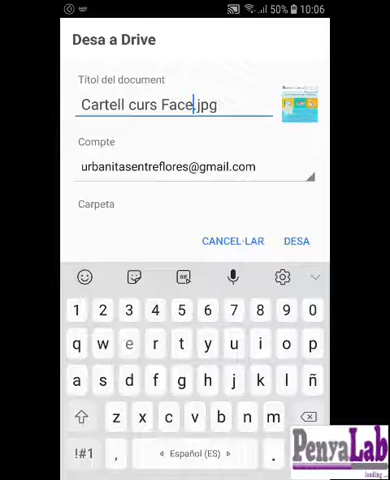 50% 10:06
Desa a Drive
Títol del document
Cartell curs Face.jpg
Compte
urbanitasentreflores@gmail.com
Carpeta
CANCEL·LAR DESA
1 2 3 4 5 6 7 8 9 0
q w e r t y u i o p
a s d f g h j k l ñ
z x c v b n m
!#1 , Español (ES) .
PenyaLab
loading...